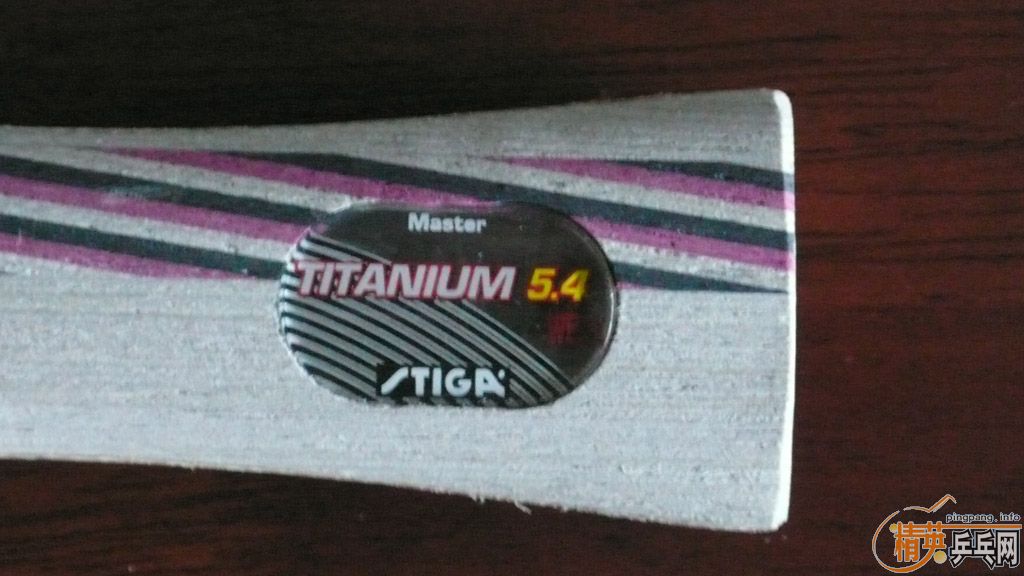 Master
TITANIUM 5.4
STIGA
pingpang.info
精英乒乓网